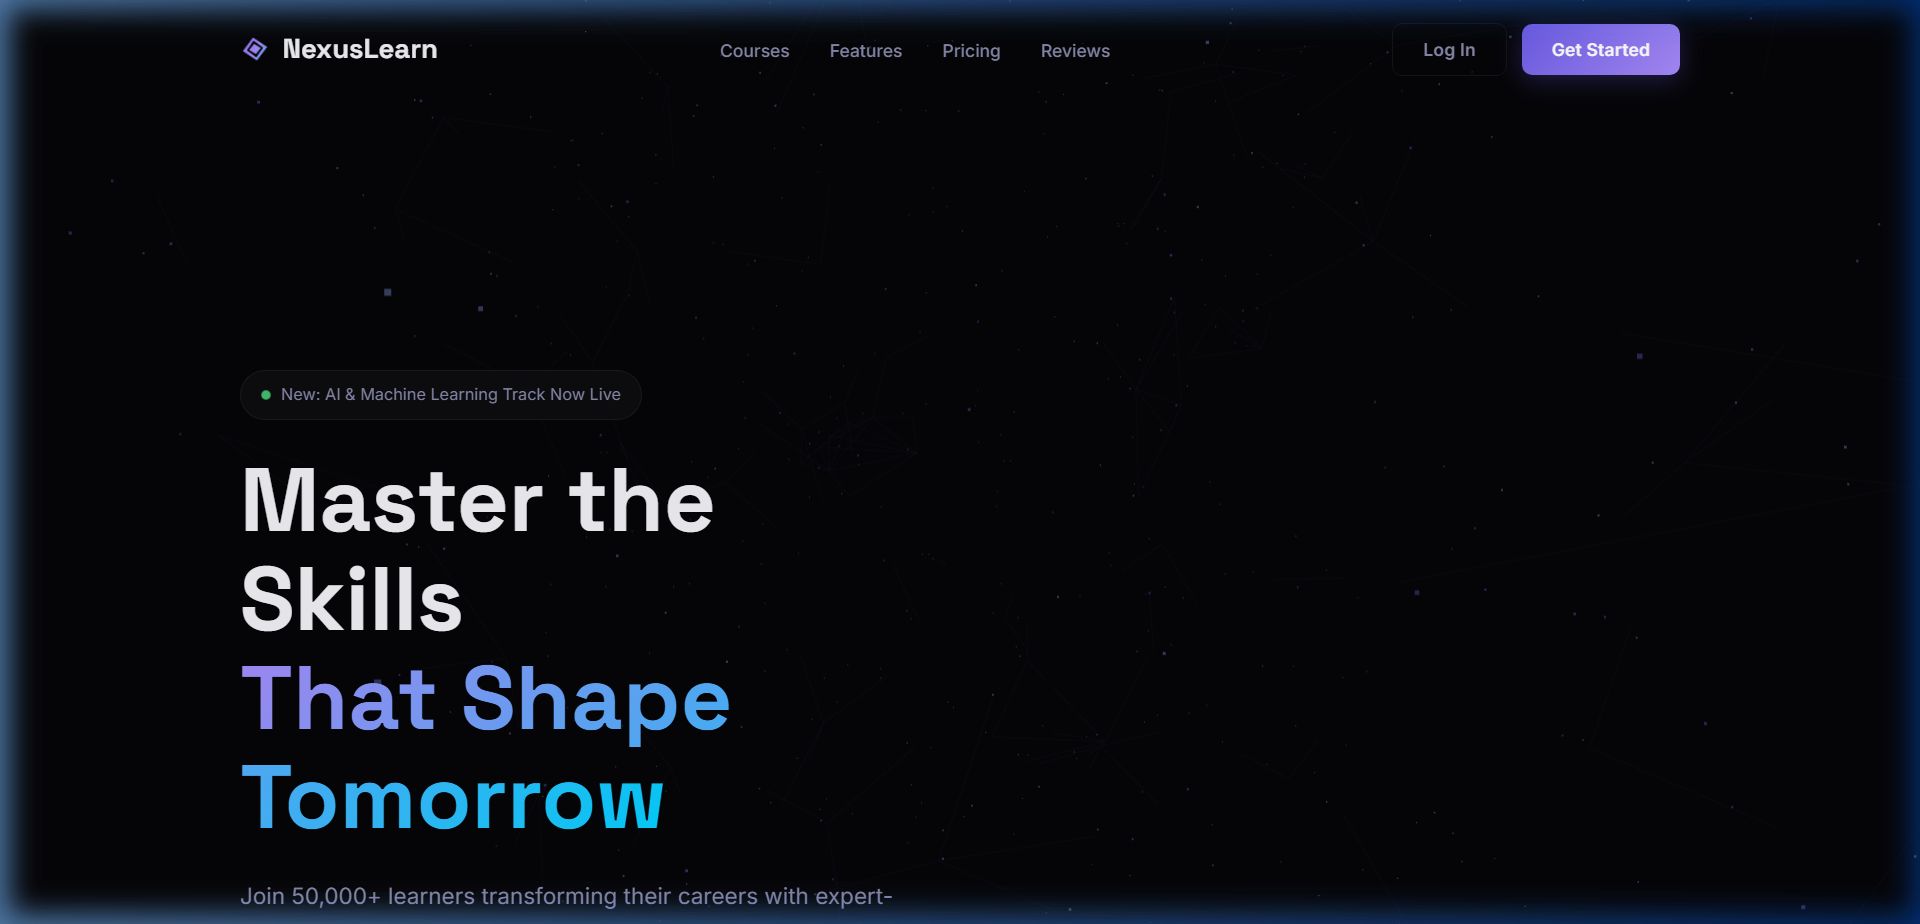 NexusLearn
Courses
Features
Pricing
Reviews
Log In
Get Started
New: AI & Machine Learning Track Now Live
Master the
Skills
That Shape
Tomorrow
Join 50,000+ learners transforming their careers with expert-